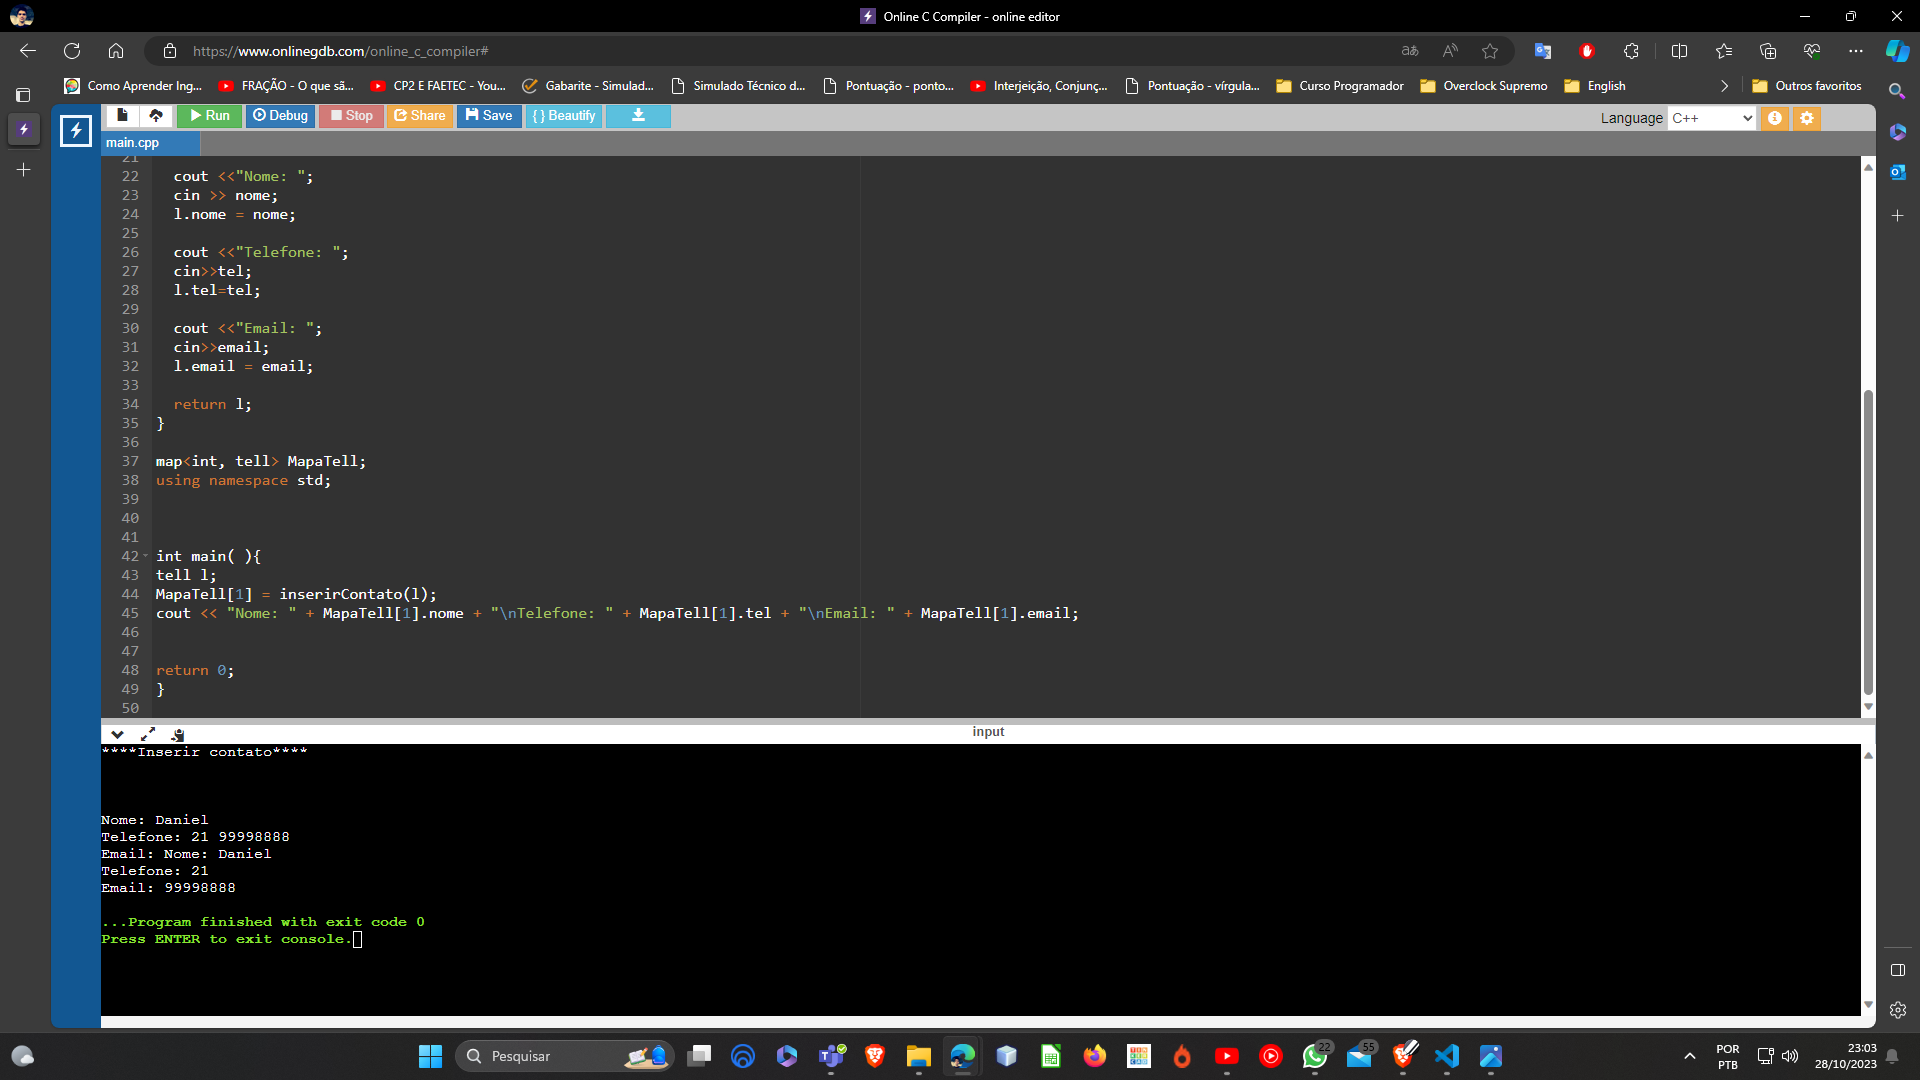 Online C Compiler - online editor
https://www.onlinegdb.com/online_c_compiler#
Como Aprender Ing...
FRAÇÃO - O que sã...
CP2 E FAETEC - You...
Gabarite - Simulad...
Simulado Técnico d...
Pontuação - ponto...
Interjeição, Conjunç...
Pontuação - vírgula...
Curso Programador
Overclock Supremo
English
Outros favoritos
Run
Debug
Stop
Share
Save
{ } Beautify
Language C++
main.cpp
21
22 cout <<"Nome: ";
23 cin >> nome;
24 l.nome = nome;
25
26 cout <<"Telefone: ";
27 cin>>tel;
28 l.tel=tel;
29
30 cout <<"Email: ";
31 cin>>email;
32 l.email = email;
33
34 return l;
35 }
36
37 map<int, tell> MapaTell;
38 using namespace std;
39
40
41
42 int main( ){
43 tell l;
44 MapaTell[1] = inserirContato(l);
45 cout << "Nome: " + MapaTell[1].nome + "\nTelefone: " + MapaTell[1].tel + "\nEmail: " + MapaTell[1].email;
46
47
48 return 0;
49 }
50
input
****Inserir contato****
Nome: Daniel
Telefone: 21 99998888
Email: Nome: Daniel
Telefone: 21
Email: 99998888
...Program finished with exit code 0
Press ENTER to exit console.
Pesquisar
22
55
POR
PTB
23:03
28/10/2023